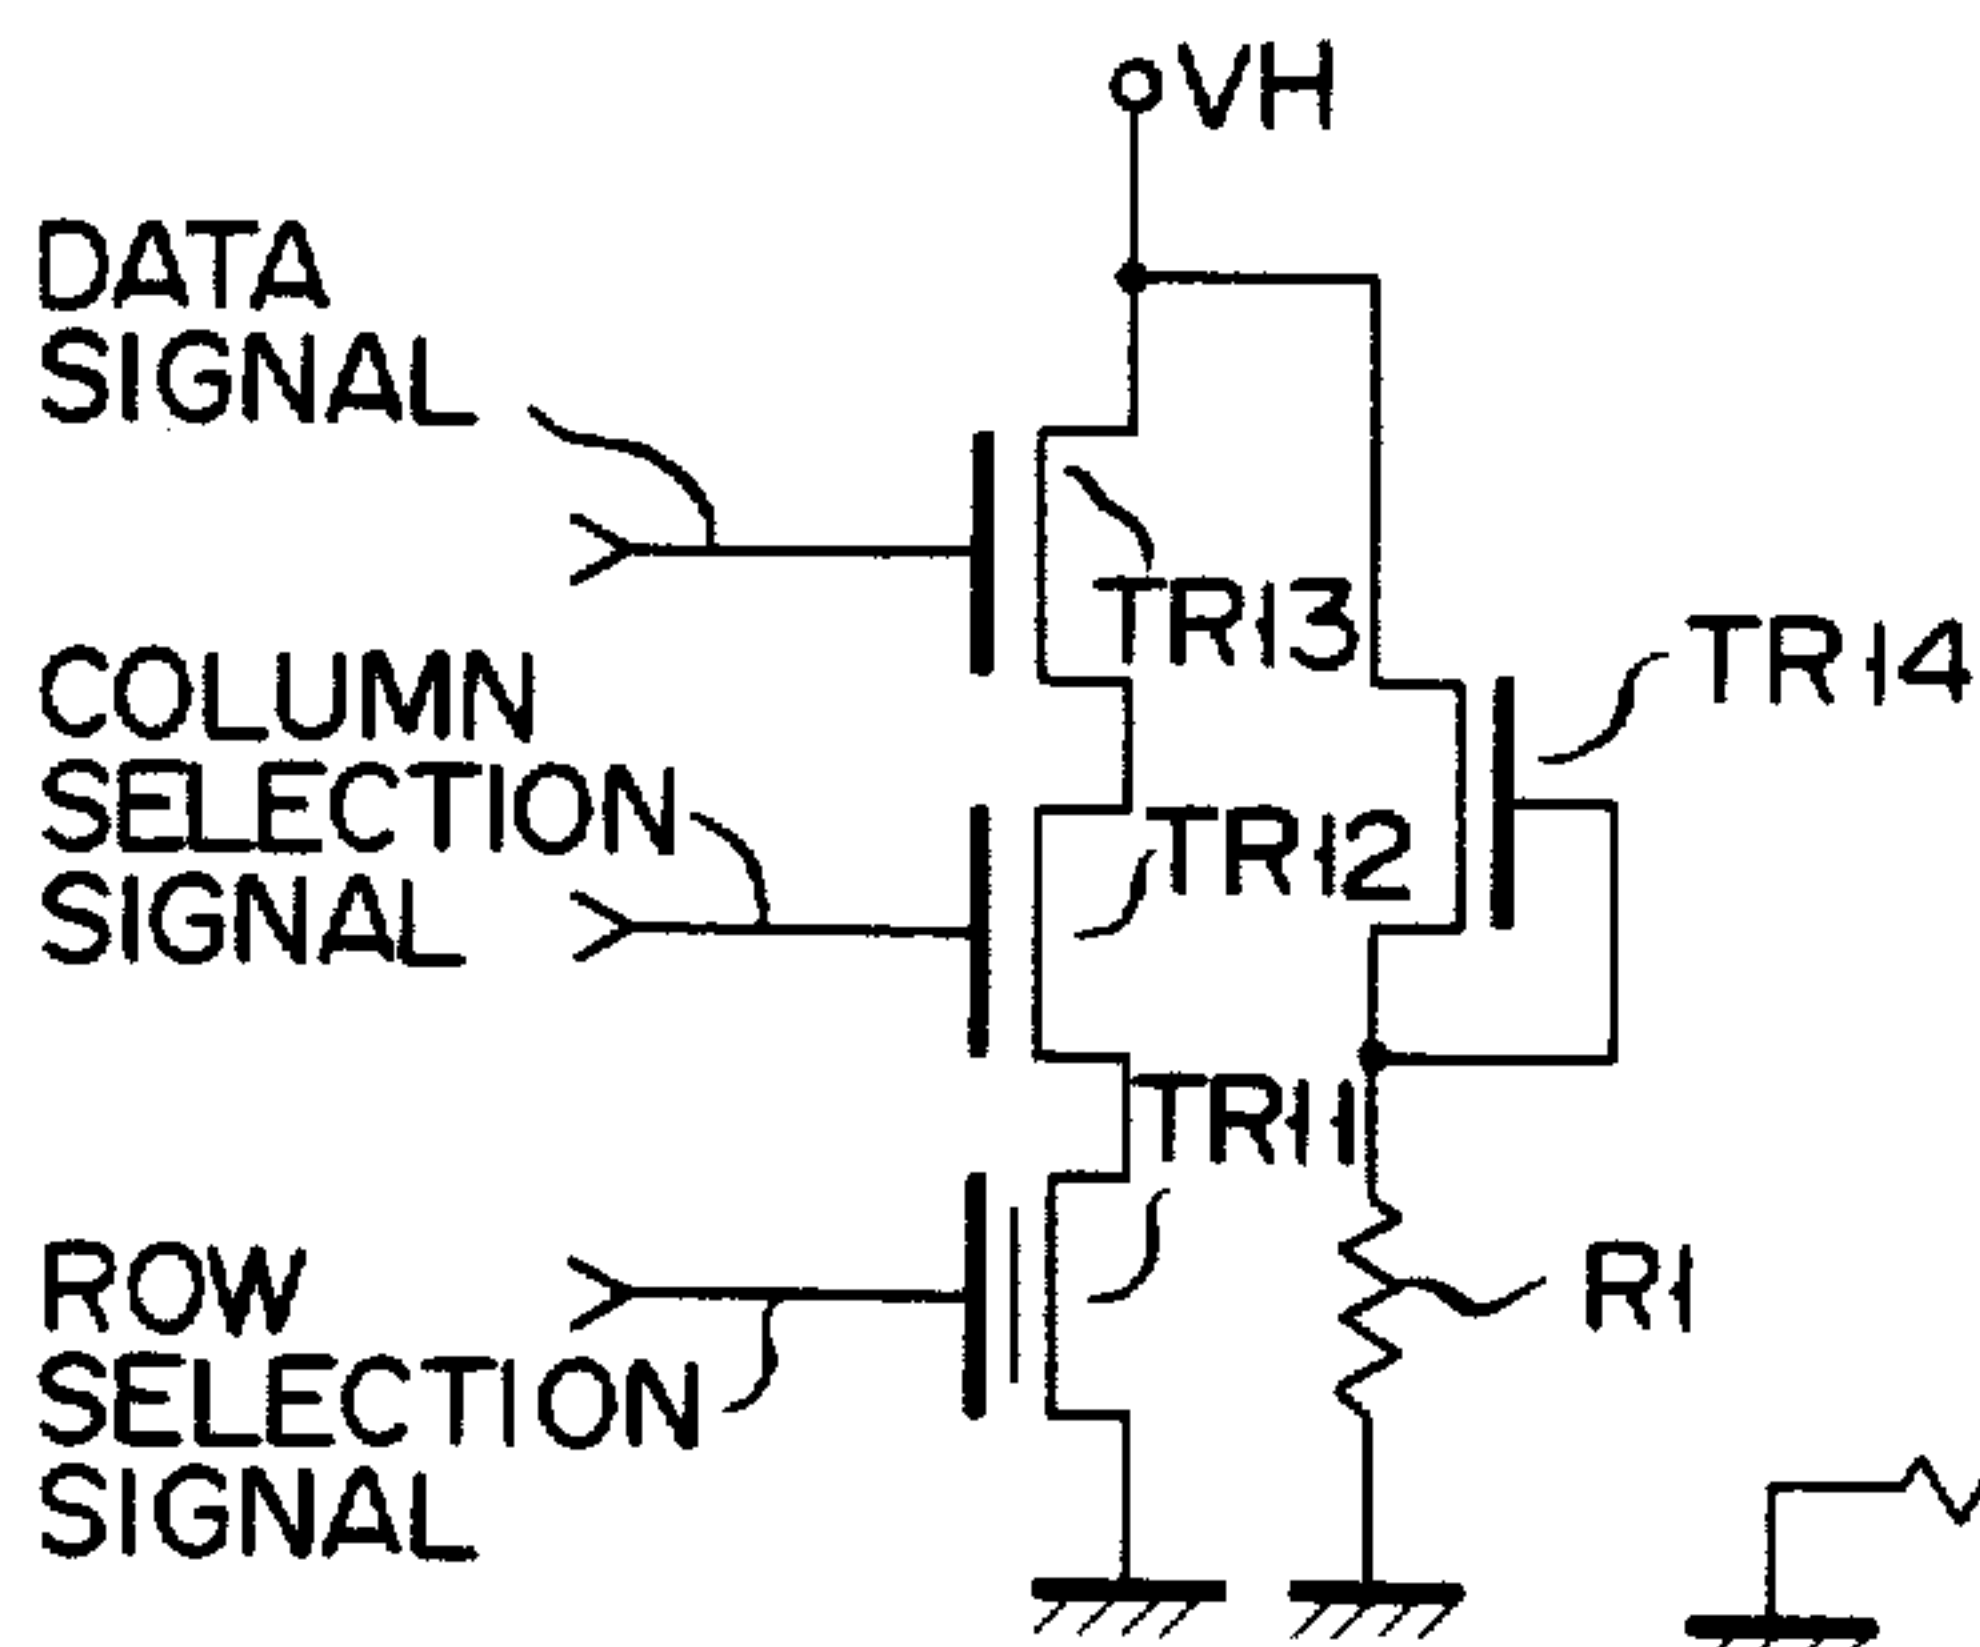 VH
DATA
SIGNAL
TR13
TR14
COLUMN
SELECTION
SIGNAL
TR12
TR11
ROW
SELECTION
SIGNAL
R1